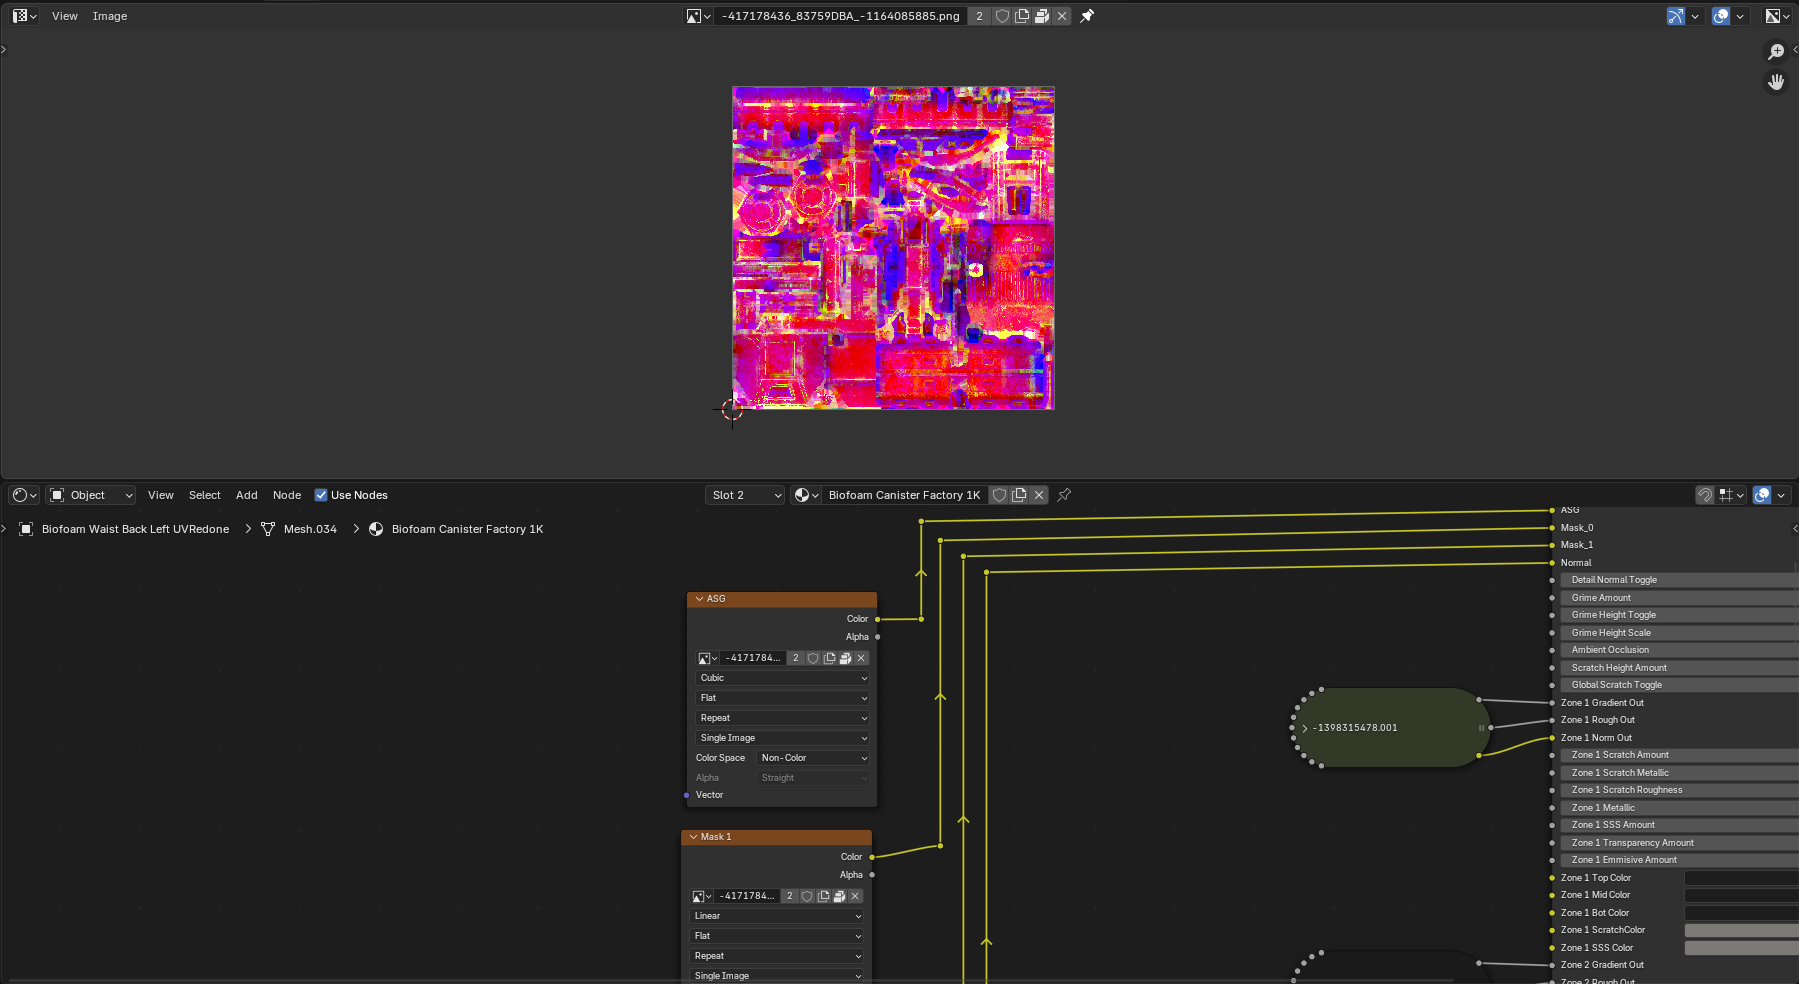 View Image -417178436_83759DBA_-1164085885.png 2
Object View Select Add Node Use Nodes Slot 2 Biofoam Canister Factory 1K
Biofoam Waist Back Left UVRedone Mesh.034 Biofoam Canister Factory 1K
ASG
Mask_0
Mask_1
Normal
Detail Normal Toggle
Grime Amount
Grime Height Toggle
Grime Height Scale
Ambient Occlusion
Scratch Height Amount
Global Scratch Toggle
Zone 1 Gradient Out
Zone 1 Rough Out
Zone 1 Norm Out
Zone 1 Scratch Amount
Zone 1 Scratch Metallic
Zone 1 Scratch Roughness
Zone 1 Metallic
Zone 1 SSS Amount
Zone 1 Transparency Amount
Zone 1 Emmisive Amount
Zone 1 Top Color
Zone 1 Mid Color
Zone 1 Bot Color
Zone 1 ScratchColor
Zone 1 SSS Color
Zone 2 Gradient Out
Zone 2 Rough Out
ASG
Color
Alpha
-4171784... 2
Cubic
Flat
Repeat
Single Image
Color Space Non-Color
Alpha Straight
Vector
-1398315478.001
Mask 1
Color
Alpha
-4171784... 2
Linear
Flat
Repeat
Single Image